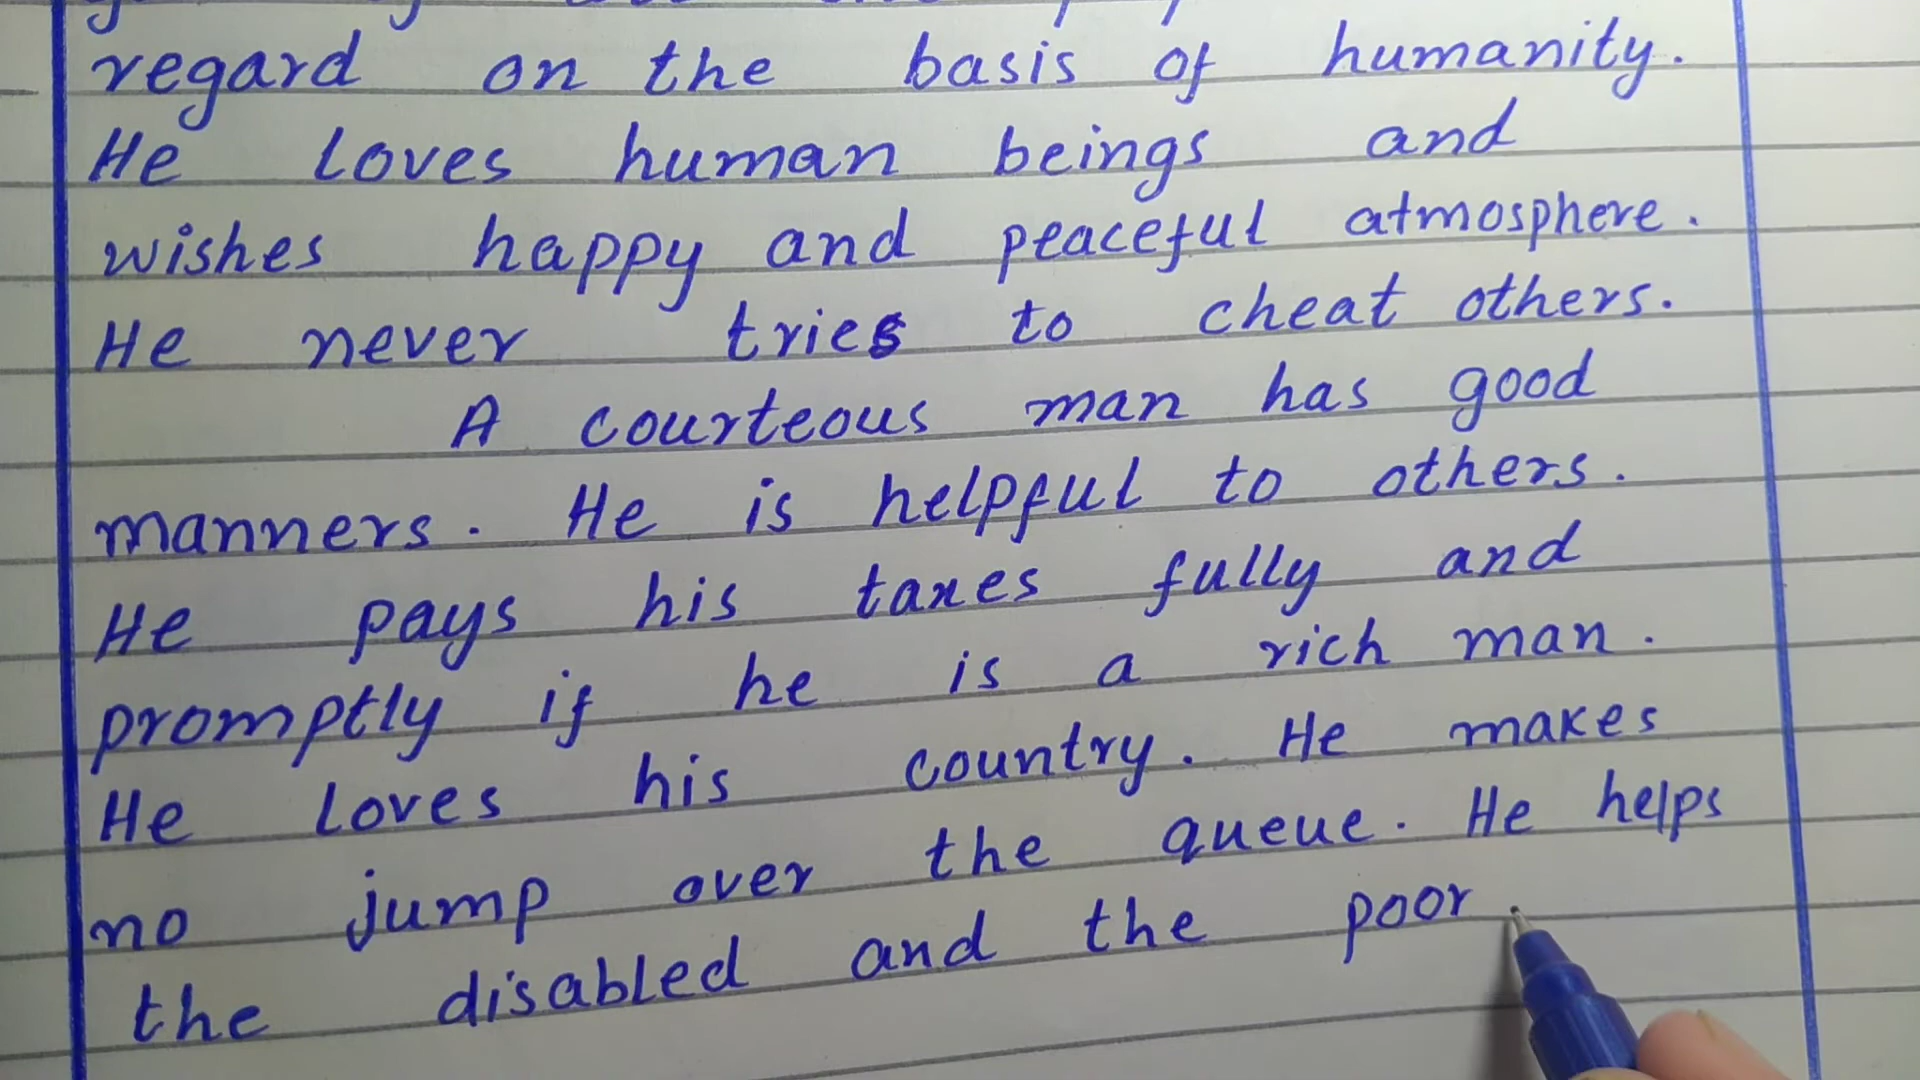 regard on the basis of humanity.
He loves human beings and
wishes happy and peaceful atmosphere.
He never tries to cheat others.
A courteous man has good
manners. He is helpful to others.
He pays his taxes fully and
promptly if he is a rich man.
He loves his country. He makes
no jump over the queue. He helps
the disabled and the poor.